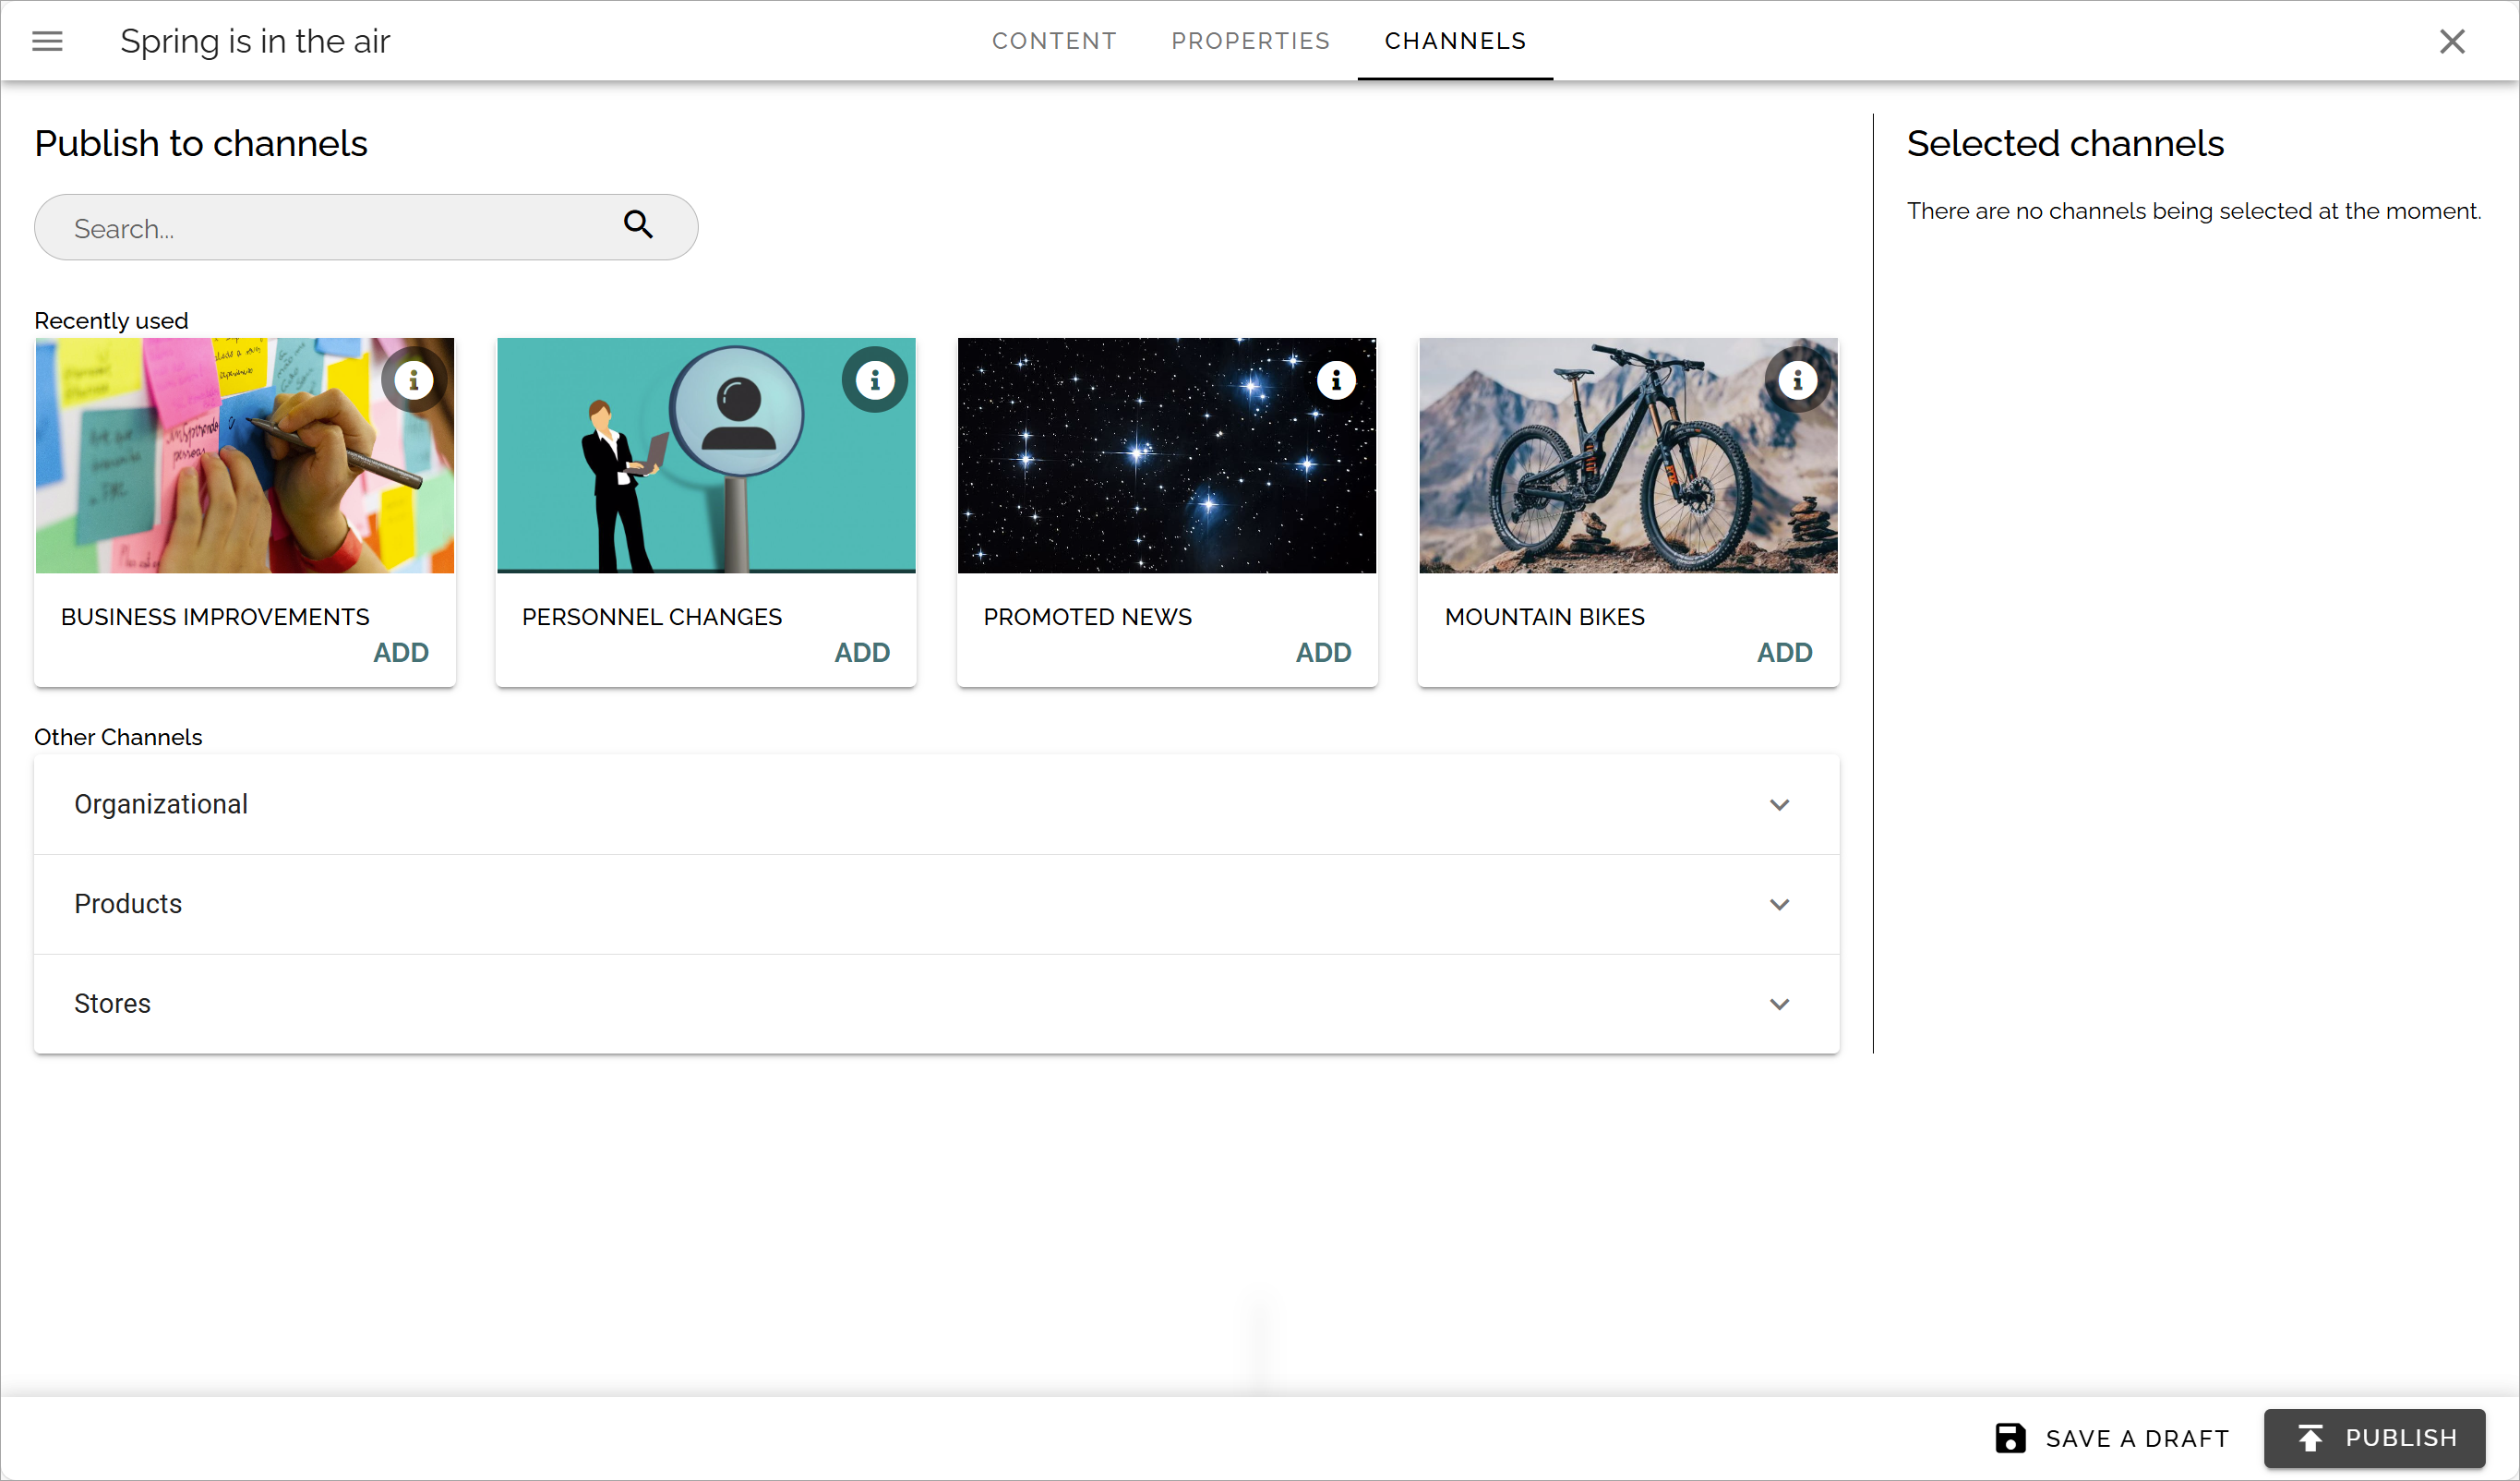 Spring is in the air
CONTENT
PROPERTIES
CHANNELS
Publish to channels
Search...
Recently used
BUSINESS IMPROVEMENTS
ADD
PERSONNEL CHANGES
ADD
PROMOTED NEWS
ADD
MOUNTAIN BIKES
ADD
Other Channels
Organizational
Products
Stores
Selected channels
There are no channels being selected at the moment.
SAVE A DRAFT
PUBLISH